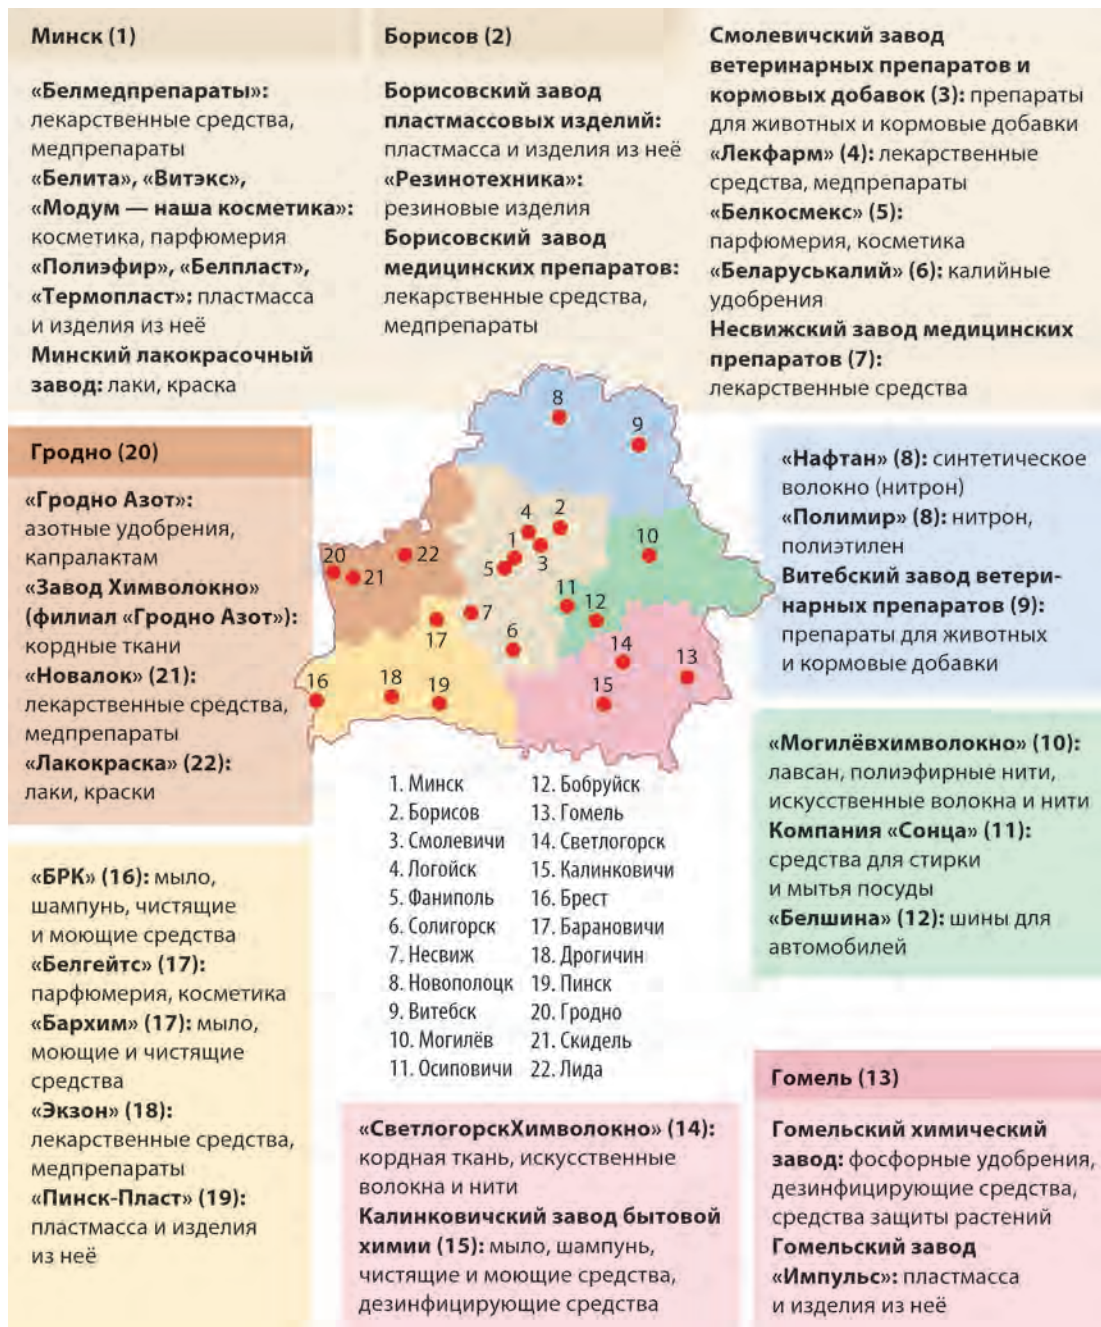 Минск (1)
«Белмедпрепараты»:
лекарственные средства,
медпрепараты
«Белита», «Витэкс»,
«Модум — наша косметика»:
косметика, парфюмерия
«Полиэфир», «Белпласт»,
«Термопласт»: пластмасса
и изделия из неё
Минский лакокрасочный
завод: лаки, краска
Борисов (2)
Борисовский завод
пластмассовых изделий:
пластмасса и изделия из неё
«Резинотехника»:
резиновые изделия
Борисовский завод
медицинских препаратов:
лекарственные средства,
медпрепараты
Смолевичский завод
ветеринарных препаратов и
кормовых добавок (3): препараты
для животных и кормовые добавки
«Лекфарм» (4): лекарственные
средства, медпрепараты
«Белкосмекс» (5):
парфюмерия, косметика
«Беларуськалий» (6): калийные
удобрения
Несвижский завод медицинских
препаратов (7):
лекарственные средства
Гродно (20)
«Гродно Азот»:
азотные удобрения,
капралактам
«Завод Химволокно»
(филиал «Гродно Азот»):
кордные ткани
«Новалок» (21):
лекарственные средства,
медпрепараты
«Лакокраска» (22):
лаки, краски
8
9
4
2
1
3
5
10
20
21
22
11
12
7
17
6
14
13
16
18
19
15
«Нафтан» (8): синтетическое
волокно (нитрон)
«Полимир» (8): нитрон,
полиэтилен
Витебский завод ветери-
нарных препаратов (9):
препараты для животных
и кормовые добавки
«Могилёвхимволокно» (10):
лавсан, полиэфирные нити,
искусственные волокна и нити
Компания «Сонца» (11):
средства для стирки
и мытья посуды
«Белшина» (12): шины для
автомобилей
1. Минск
2. Борисов
3. Смолевичи
4. Логойск
5. Фаниполь
6. Солигорск
7. Несвиж
8. Новополоцк
9. Витебск
10. Могилёв
11. Осиповичи
12. Бобруйск
13. Гомель
14. Светлогорск
15. Калинковичи
16. Брест
17. Барановичи
18. Дрогичин
19. Пинск
20. Гродно
21. Скидель
22. Лида
«БРК» (16): мыло,
шампунь, чистящие
и моющие средства
«Белгейтс» (17):
парфюмерия, косметика
«Бархим» (17): мыло,
моющие и чистящие
средства
«Экзон» (18):
лекарственные средства,
медпрепараты
«Пинск-Пласт» (19):
пластмасса и изделия
из неё
«СветлогорскХимволокно» (14):
кордная ткань, искусственные
волокна и нити
Калинковичский завод бытовой
химии (15): мыло, шампунь,
чистящие и моющие средства,
дезинфицирующие средства
Гомель (13)
Гомельский химический
завод: фосфорные удобрения,
дезинфицирующие средства,
средства защиты растений
Гомельский завод
«Импульс»: пластмасса
и изделия из неё